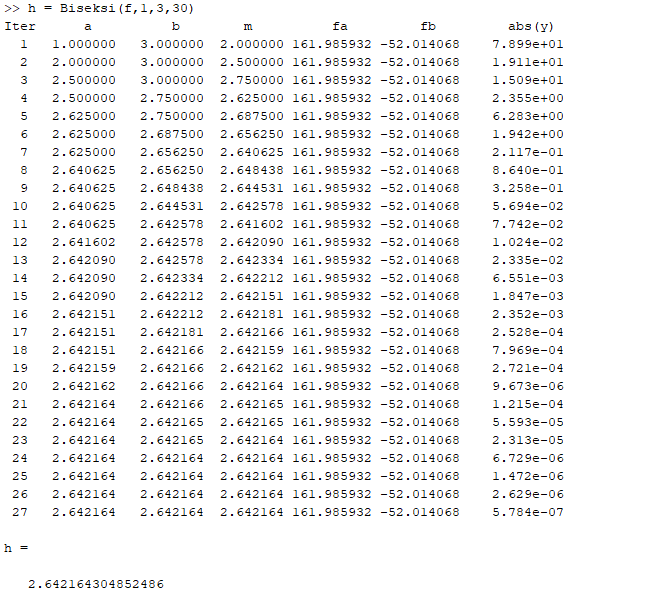 >> h = Biseksi(f,1,3,30)
Iter a b m fa fb abs(y)
1 1.000000 3.000000 2.000000 161.985932 -52.014068 7.899e+01
2 2.000000 3.000000 2.500000 161.985932 -52.014068 1.911e+01
3 2.500000 3.000000 2.750000 161.985932 -52.014068 1.509e+01
4 2.500000 2.750000 2.625000 161.985932 -52.014068 2.355e+00
5 2.625000 2.750000 2.687500 161.985932 -52.014068 6.283e+00
6 2.625000 2.687500 2.656250 161.985932 -52.014068 1.942e+00
7 2.625000 2.656250 2.640625 161.985932 -52.014068 2.117e-01
8 2.640625 2.656250 2.648438 161.985932 -52.014068 8.640e-01
9 2.640625 2.648438 2.644531 161.985932 -52.014068 3.258e-01
10 2.640625 2.644531 2.642578 161.985932 -52.014068 5.694e-02
11 2.640625 2.642578 2.641602 161.985932 -52.014068 7.742e-02
12 2.641602 2.642578 2.642090 161.985932 -52.014068 1.024e-02
13 2.642090 2.642578 2.642334 161.985932 -52.014068 2.335e-02
14 2.642090 2.642334 2.642212 161.985932 -52.014068 6.551e-03
15 2.642090 2.642212 2.642151 161.985932 -52.014068 1.847e-03
16 2.642151 2.642212 2.642181 161.985932 -52.014068 2.352e-03
17 2.642151 2.642181 2.642166 161.985932 -52.014068 2.528e-04
18 2.642151 2.642166 2.642159 161.985932 -52.014068 7.969e-04
19 2.642159 2.642166 2.642162 161.985932 -52.014068 2.721e-04
20 2.642162 2.642166 2.642164 161.985932 -52.014068 9.673e-06
21 2.642164 2.642166 2.642165 161.985932 -52.014068 1.215e-04
22 2.642164 2.642165 2.642165 161.985932 -52.014068 5.593e-05
23 2.642164 2.642165 2.642164 161.985932 -52.014068 2.313e-05
24 2.642164 2.642164 2.642164 161.985932 -52.014068 6.729e-06
25 2.642164 2.642164 2.642164 161.985932 -52.014068 1.472e-06
26 2.642164 2.642164 2.642164 161.985932 -52.014068 2.629e-06
27 2.642164 2.642164 2.642164 161.985932 -52.014068 5.784e-07
h =
2.642164304852486